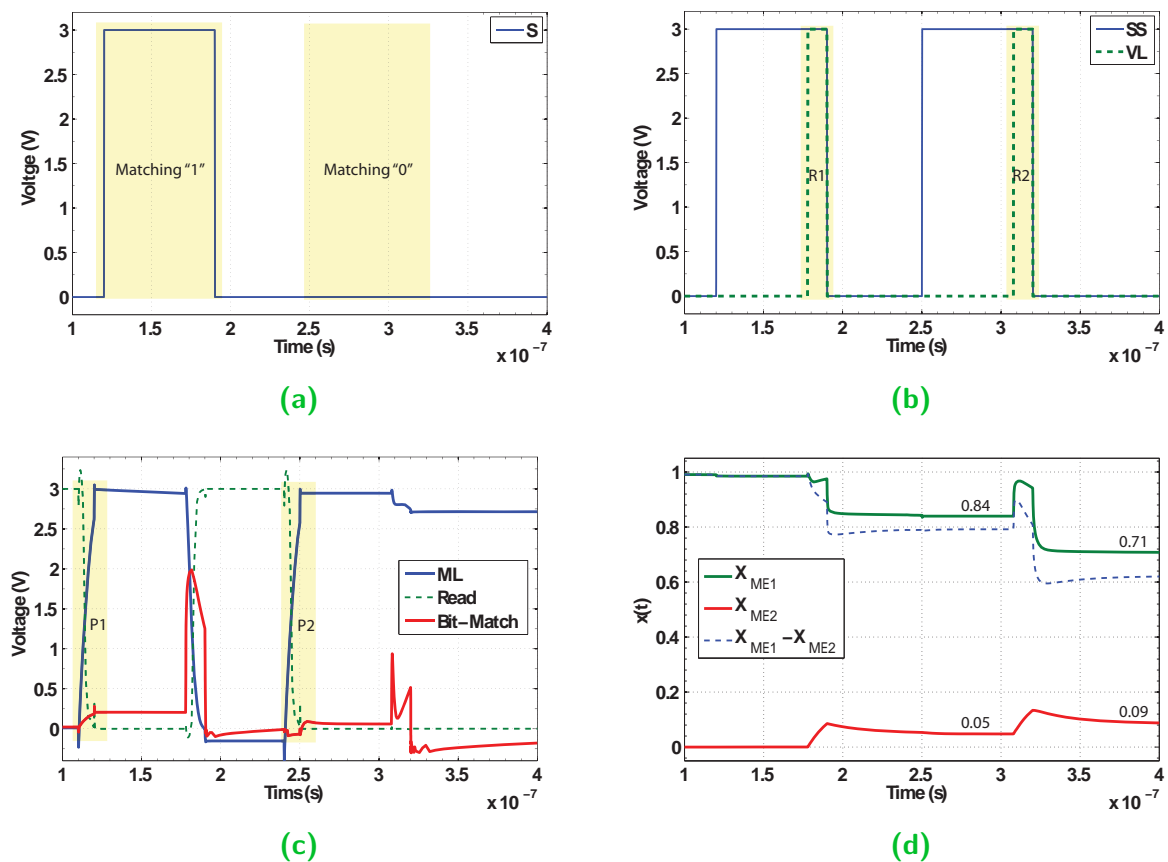 S
Voltge (V)
3
2.5
2
1.5
1
0.5
0
Matching “1”
Matching “0”
1 1.5 2 2.5 3 3.5 4
Time (s)
x 10 −7
(a)
SS
VL
Voltage (V)
3
2.5
2
1.5
1
0.5
0
R1
R2
1 1.5 2 2.5 3 3.5 4
Time (s)
x 10 −7
(b)
Voltage (V)
3
2.5
2
1.5
1
0.5
0
P1
P2
ML
Read
Bit−Match
1 1.5 2 2.5 3 3.5 4
Tims (s)
x 10 −7
(c)
x(t)
1
0.8
0.6
0.4
0.2
0
0.84
0.71
X ME1
X ME2
X ME1 −X ME2
0.05
0.09
1 1.5 2 2.5 3 3.5 4
Time (s)
x 10 −7
(d)